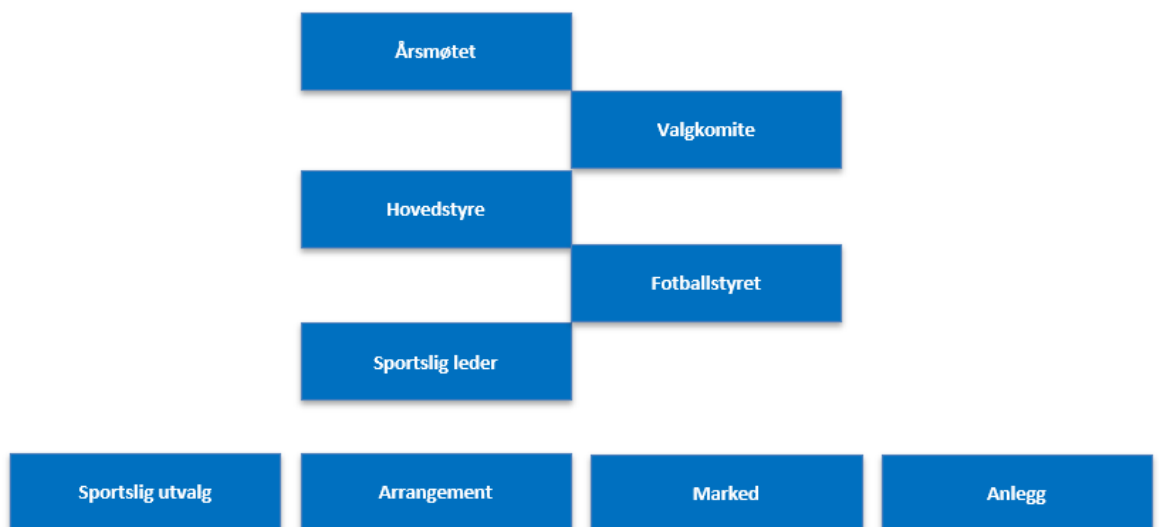 Årsmøtet
Valgkomite
Hovedstyre
Fotballstyret
Sportslig leder
Sportslig utvalg
Arrangement
Marked
Anlegg